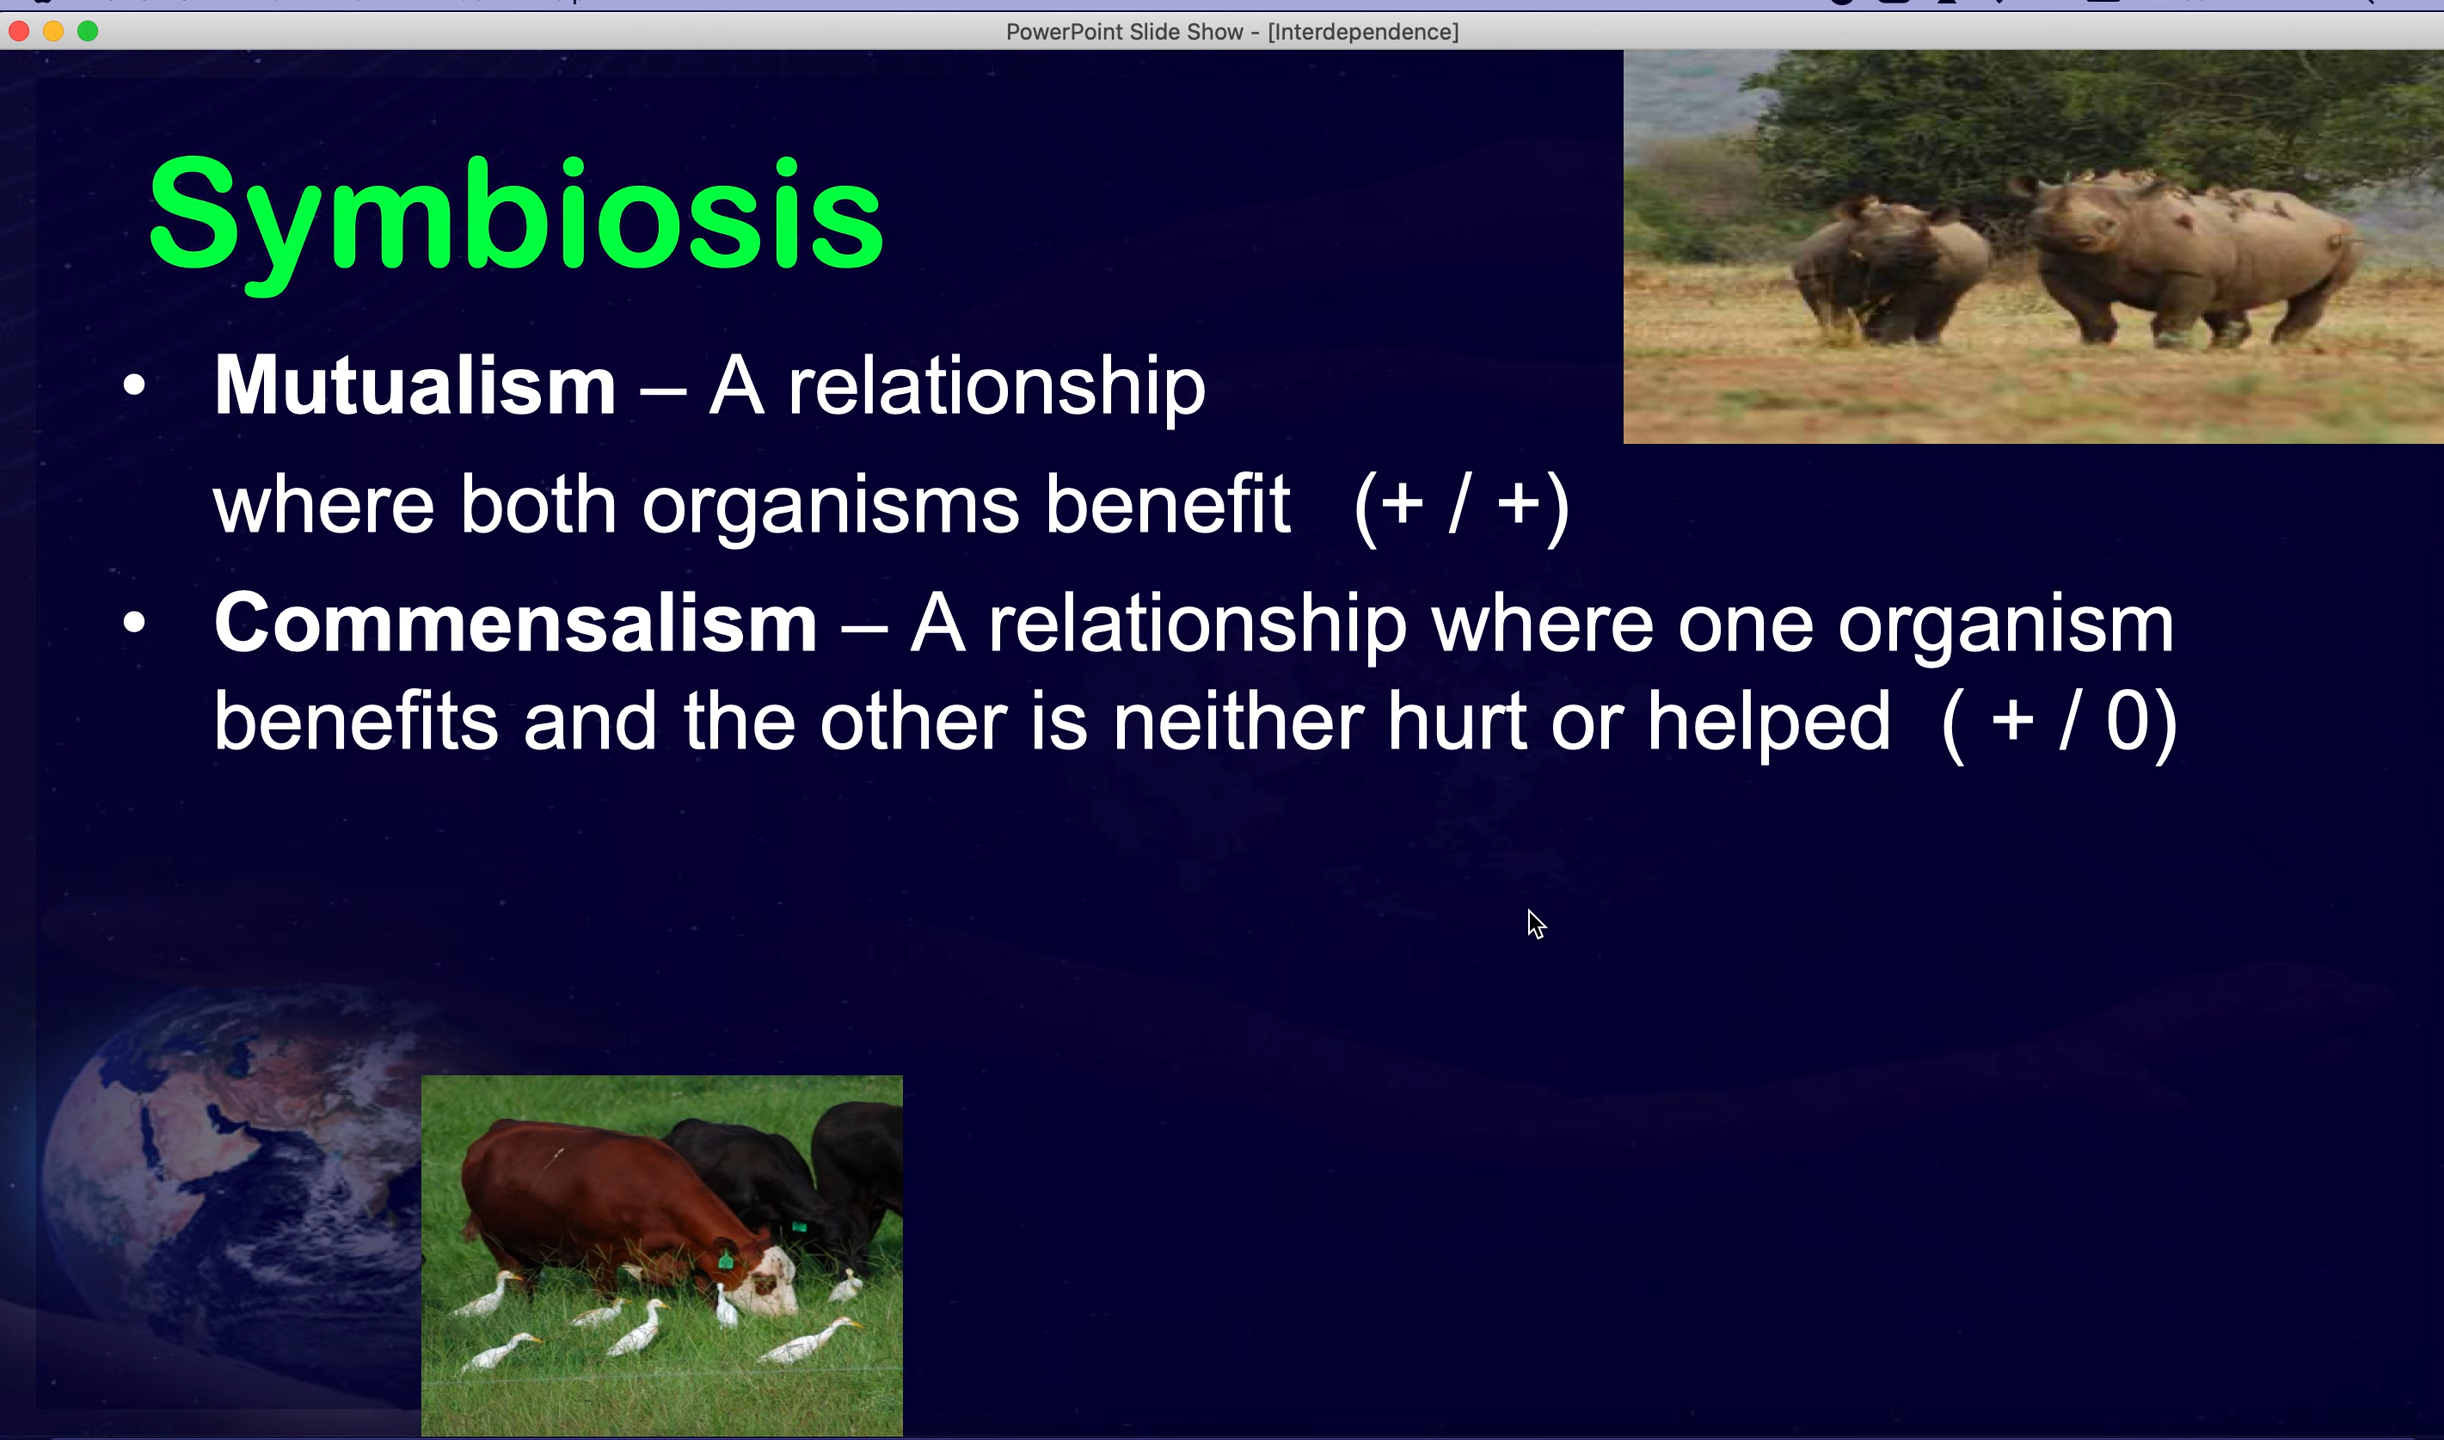 PowerPoint Slide Show - [Interdependence]
Symbiosis
• Mutualism – A relationship
where both organisms benefit (+ / +)
• Commensalism – A relationship where one organism
benefits and the other is neither hurt or helped ( + / 0)